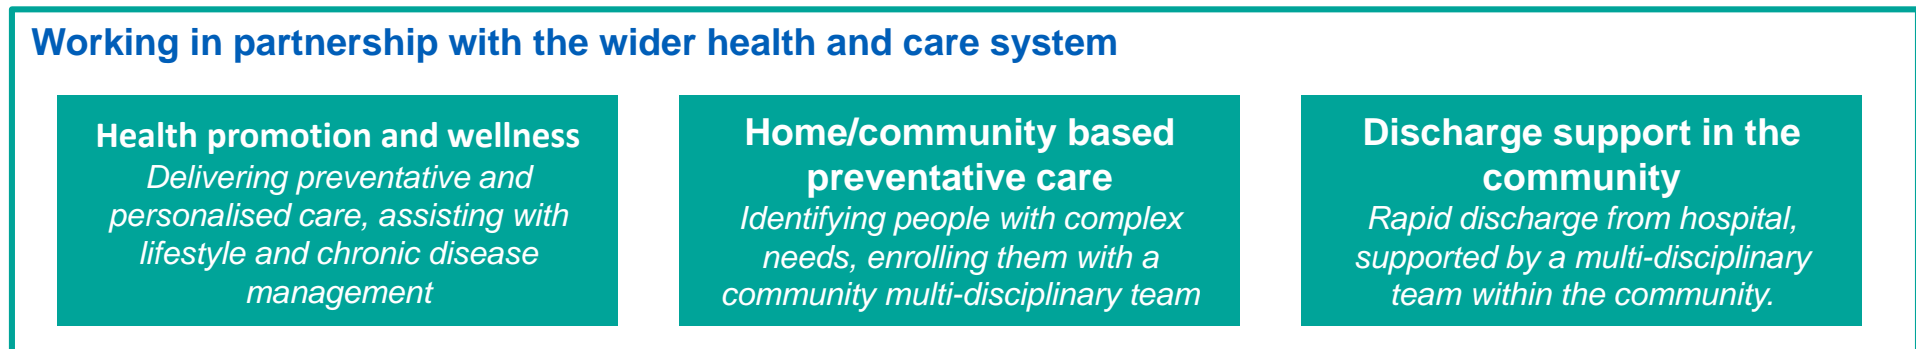 Working in partnership with the wider health and care system
Health promotion and wellness
Delivering preventative and
personalised care, assisting with
lifestyle and chronic disease
management
Home/community based
preventative care
Identifying people with complex
needs, enrolling them with a
community multi-disciplinary team
Discharge support in the
community
Rapid discharge from hospital,
supported by a multi-disciplinary
team within the community.